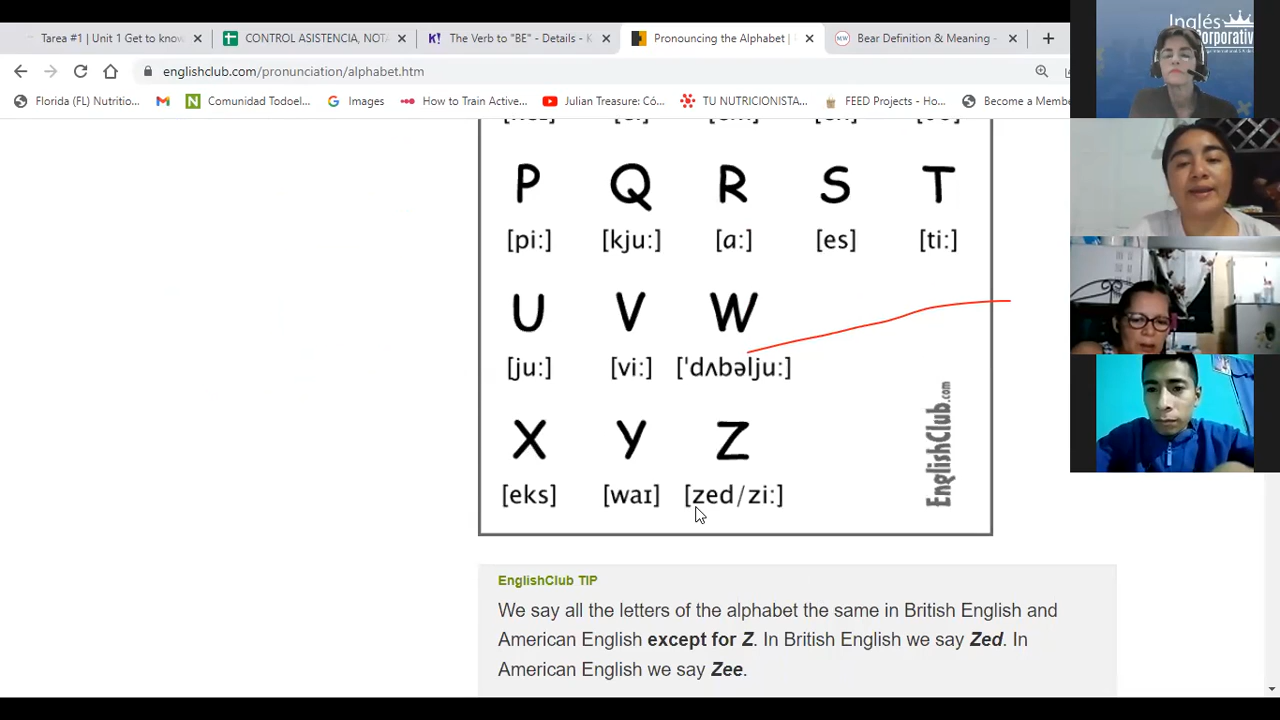 Tarea #1 | Unit 1 Get to know
CONTROL ASISTENCIA, NOTA
The Verb to "BE" - Details - K
Pronouncing the Alphabet |
Bear Definition & Meaning -
englishclub.com/pronunciation/alphabet.htm
Florida (FL) Nutritio...
Comunidad Todoel...
Images
How to Train Active...
Julian Treasure: Có...
TU NUTRICIONISTA...
FEED Projects - Ho...
Become a Membe
Inglés
Corporativo
P Q R S T
[pi:] [kju:] [a:] [es] [ti:]
U V W
[ju:] [vi:] ['dʌbəlju:]
X Y Z
[eks] [waɪ] [zed/zi:]
EnglishClub.com
EnglishClub TIP
We say all the letters of the alphabet the same in British English and
American English except for Z. In British English we say Zed. In
American English we say Zee.